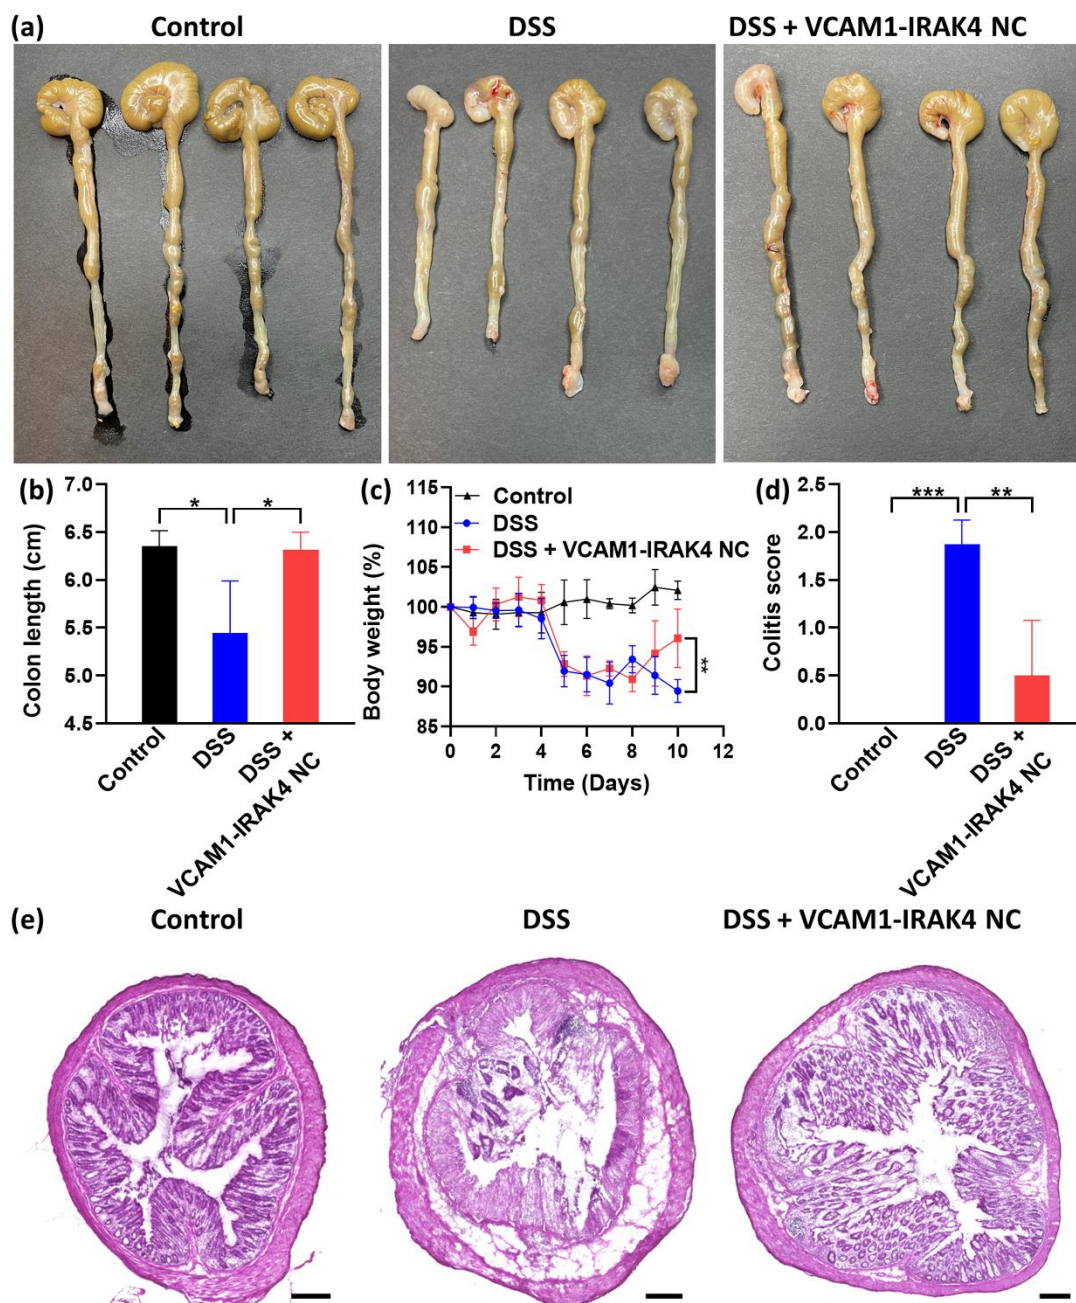 (a) Control DSS DSS + VCAM1-IRAK4 NC
(b)
7.0
6.5
6.0
5.5
5.0
4.5
Colon length (cm)
*
*
Control
DSS
DSS +
VCAM1-IRAK4 NC
(c)
115
110
105
100
95
90
85
Body weight (%)
Control
DSS
DSS + VCAM1-IRAK4 NC
**
0 2 4 6 8 10 12
Time (Days)
(d)
2.5
2.0
1.5
1.0
0.5
0.0
Colitis score
***
**
Control
DSS
DSS +
VCAM1-IRAK4 NC
(e) Control DSS DSS + VCAM1-IRAK4 NC